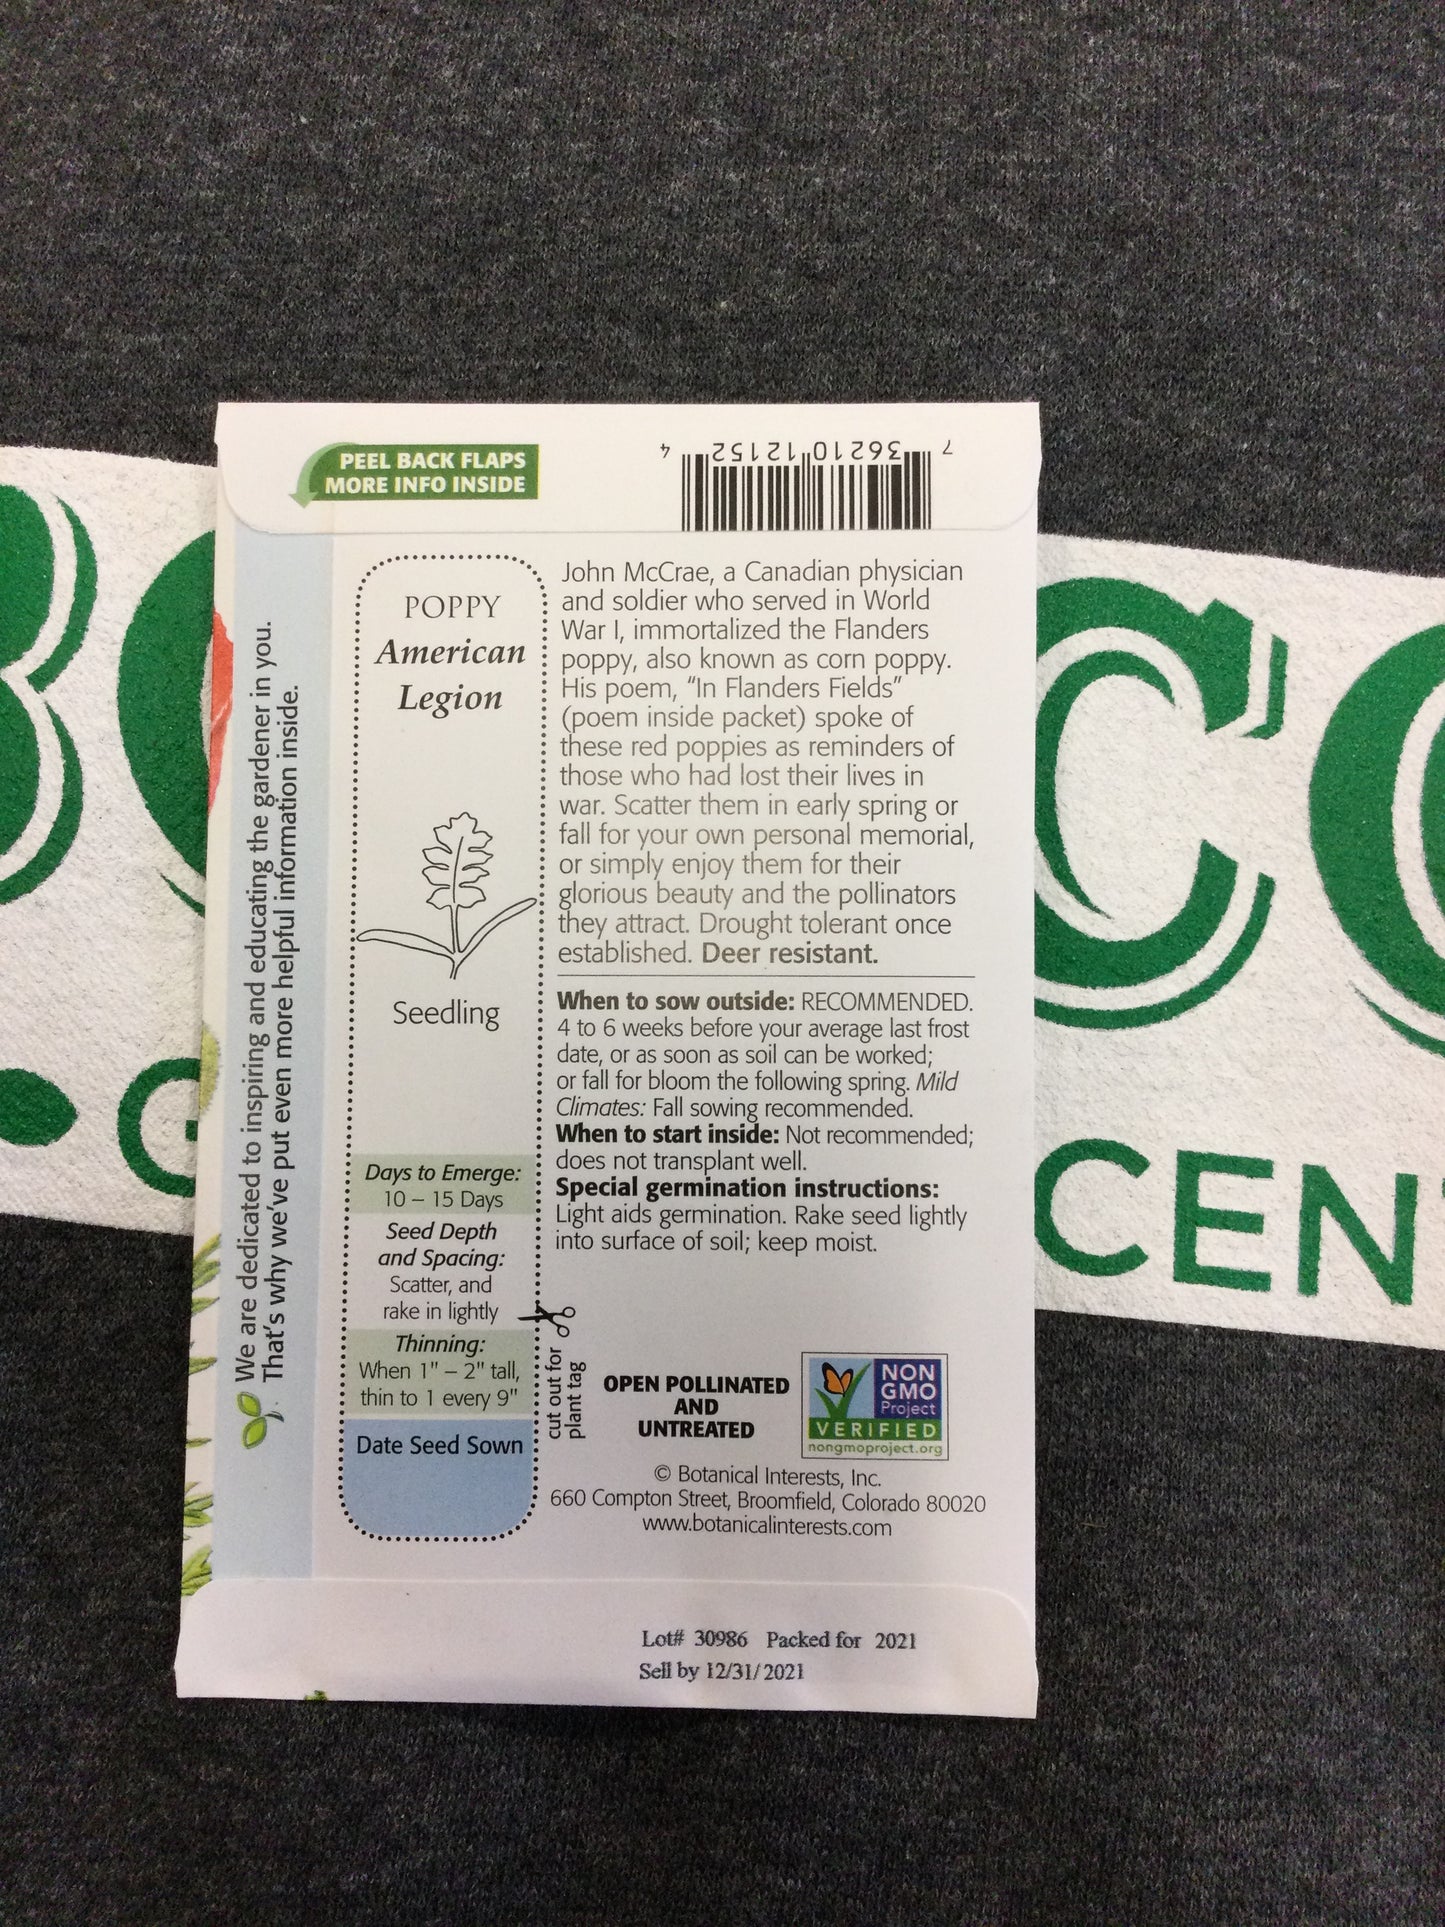 PEEL BACK FLAPS
MORE INFO INSIDE
7 36210 12152 4
We are dedicated to inspiring and educating the gardener in you.
That's why we've put even more helpful information inside.
POPPY
American
Legion
Seedling
Days to Emerge:
10 – 15 Days
Seed Depth
and Spacing:
Scatter, and
rake in lightly
Thinning:
When 1" – 2" tall,
thin to 1 every 9"
Date Seed Sown
cut out for
plant tag
John McCrae, a Canadian physician
and soldier who served in World
War I, immortalized the Flanders
poppy, also known as corn poppy.
His poem, “In Flanders Fields”
(poem inside packet) spoke of
these red poppies as reminders of
those who had lost their lives in
war. Scatter them in early spring or
fall for your own personal memorial,
or simply enjoy them for their
glorious beauty and the pollinators
they attract. Drought tolerant once
established. Deer resistant.
When to sow outside: RECOMMENDED.
4 to 6 weeks before your average last frost
date, or as soon as soil can be worked;
or fall for bloom the following spring. Mild
Climates: Fall sowing recommended.
When to start inside: Not recommended;
does not transplant well.
Special germination instructions:
Light aids germination. Rake seed lightly
into surface of soil; keep moist.
OPEN POLLINATED
AND
UNTREATED
NON
GMO
Project
VERIFIED
nongmoproject.org
© Botanical Interests, Inc.
660 Compton Street, Broomfield, Colorado 80020
www.botanicalinterests.com
Lot# 30986 Packed for 2021
Sell by 12/31/2021
CEN